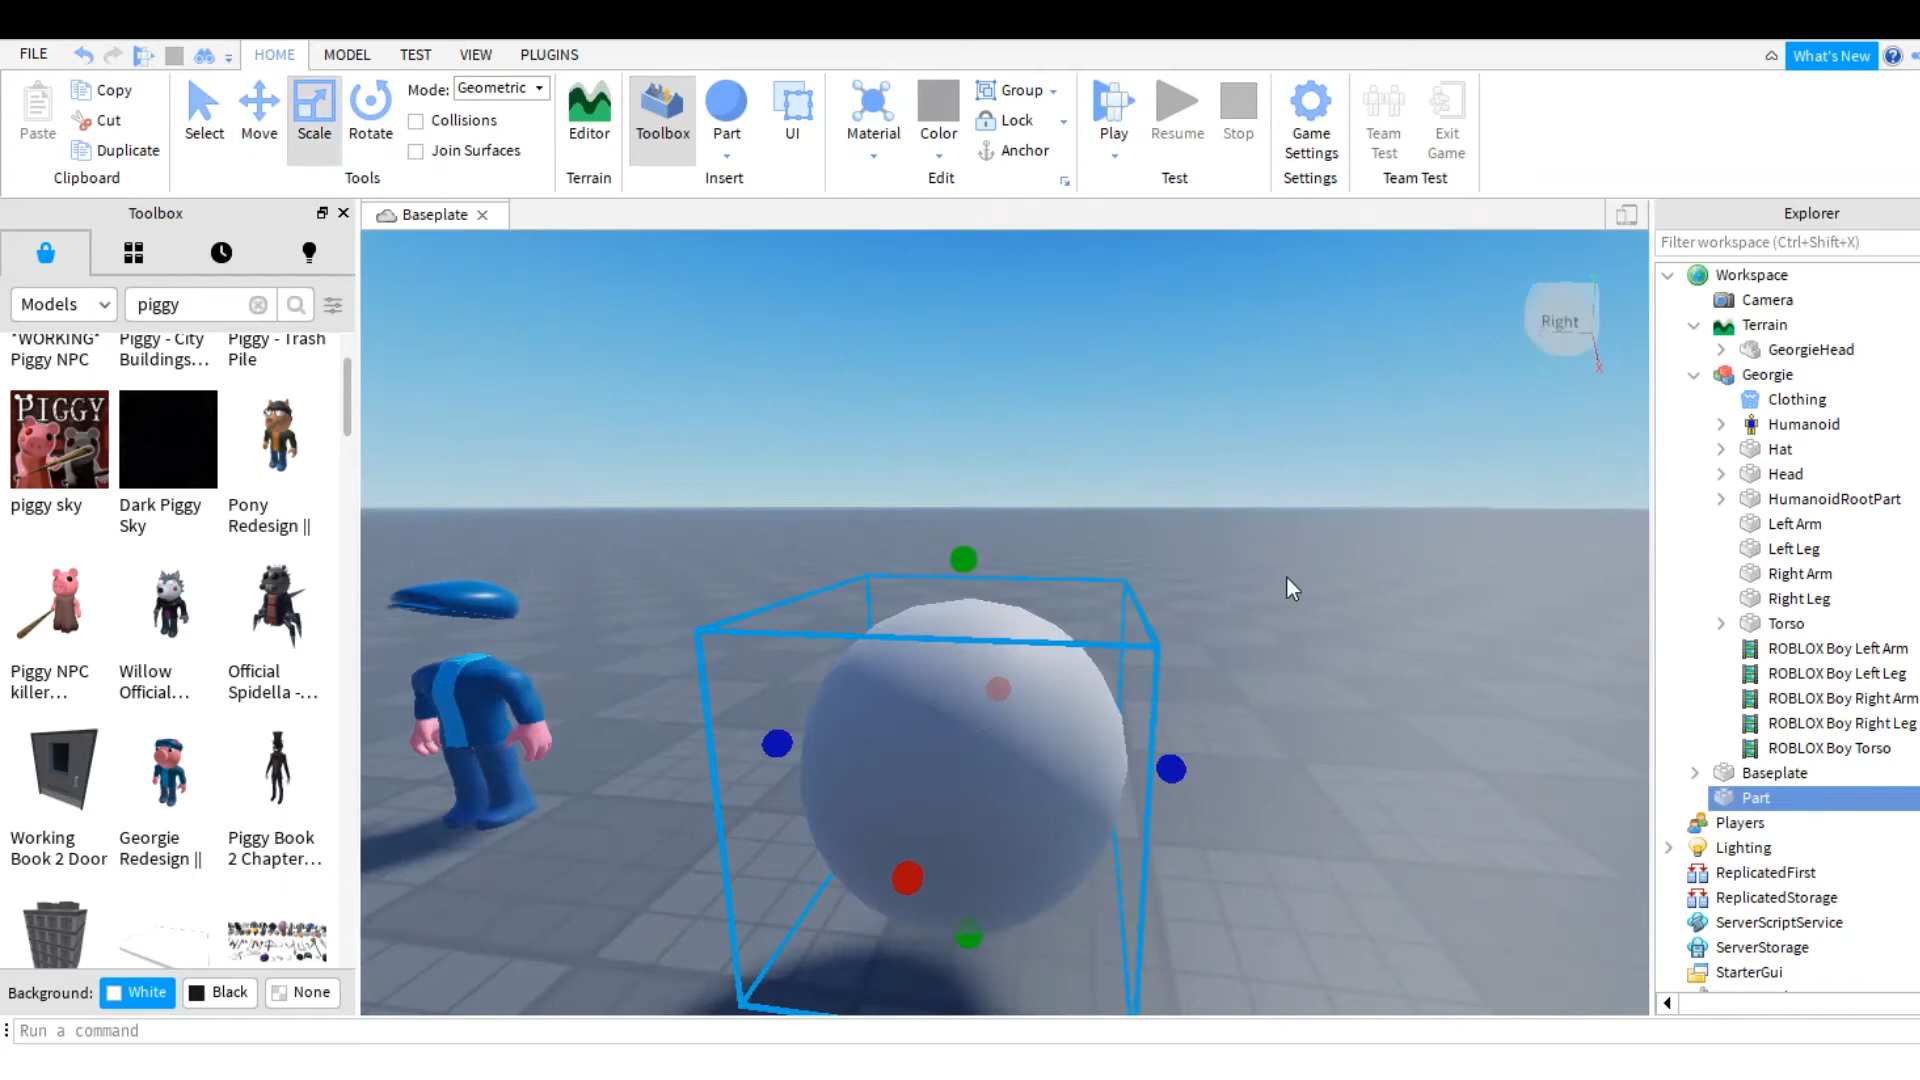 FILE HOME MODEL TEST VIEW PLUGINS What's New ?
Paste Copy Cut Duplicate Clipboard
Select Move Scale Rotate Mode: Geometric Collisions Join Surfaces Tools
Editor Terrain
Toolbox Part UI Insert
Material Color Group Lock Anchor Edit
Play Resume Stop Test
Game Settings Settings
Team Test Exit Game Team Test
Toolbox
Models piggy
*WORKING* Piggy NPC
Piggy - City Buildings...
Piggy - Trash Pile
PIGGY
piggy sky
Dark Piggy Sky
Pony Redesign ||
Piggy NPC killer...
Willow Official...
Official Spidella -...
Working Book 2 Door
Georgie Redesign ||
Piggy Book 2 Chapter...
Background: White Black None
Run a command
Baseplate
Right
X
Explorer
Filter workspace (Ctrl+Shift+X)
Workspace
Camera
Terrain
GeorgieHead
Georgie
Clothing
Humanoid
Hat
Head
HumanoidRootPart
Left Arm
Left Leg
Right Arm
Right Leg
Torso
ROBLOX Boy Left Arm
ROBLOX Boy Left Leg
ROBLOX Boy Right Arm
ROBLOX Boy Right Leg
ROBLOX Boy Torso
Baseplate
Part
Players
Lighting
ReplicatedFirst
ReplicatedStorage
ServerScriptService
ServerStorage
StarterGui